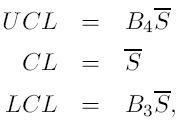 UCL = B₄S̅
CL = S̅
LCL = B₃S̅,